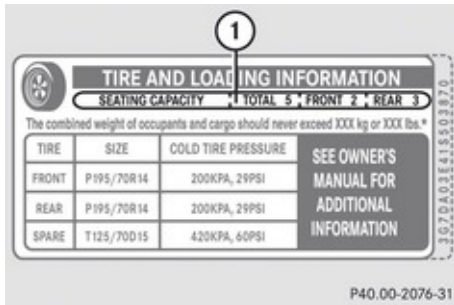 1
TIRE AND LOADING INFORMATION
SEATING CAPACITY TOTAL 5 FRONT 2 REAR 3
The combined weight of occupants and cargo should never exceed XXX kg or XXX lbs.*
TIRE SIZE COLD TIRE PRESSURE
FRONT P195/70R14 200KPA, 29PSI
REAR P195/70R14 200KPA, 29PSI
SPARE T125/70D15 420KPA, 60PSI
SEE OWNER'S
MANUAL FOR
ADDITIONAL
INFORMATION
3G7DA03E41S503870
P40.00-2076-31